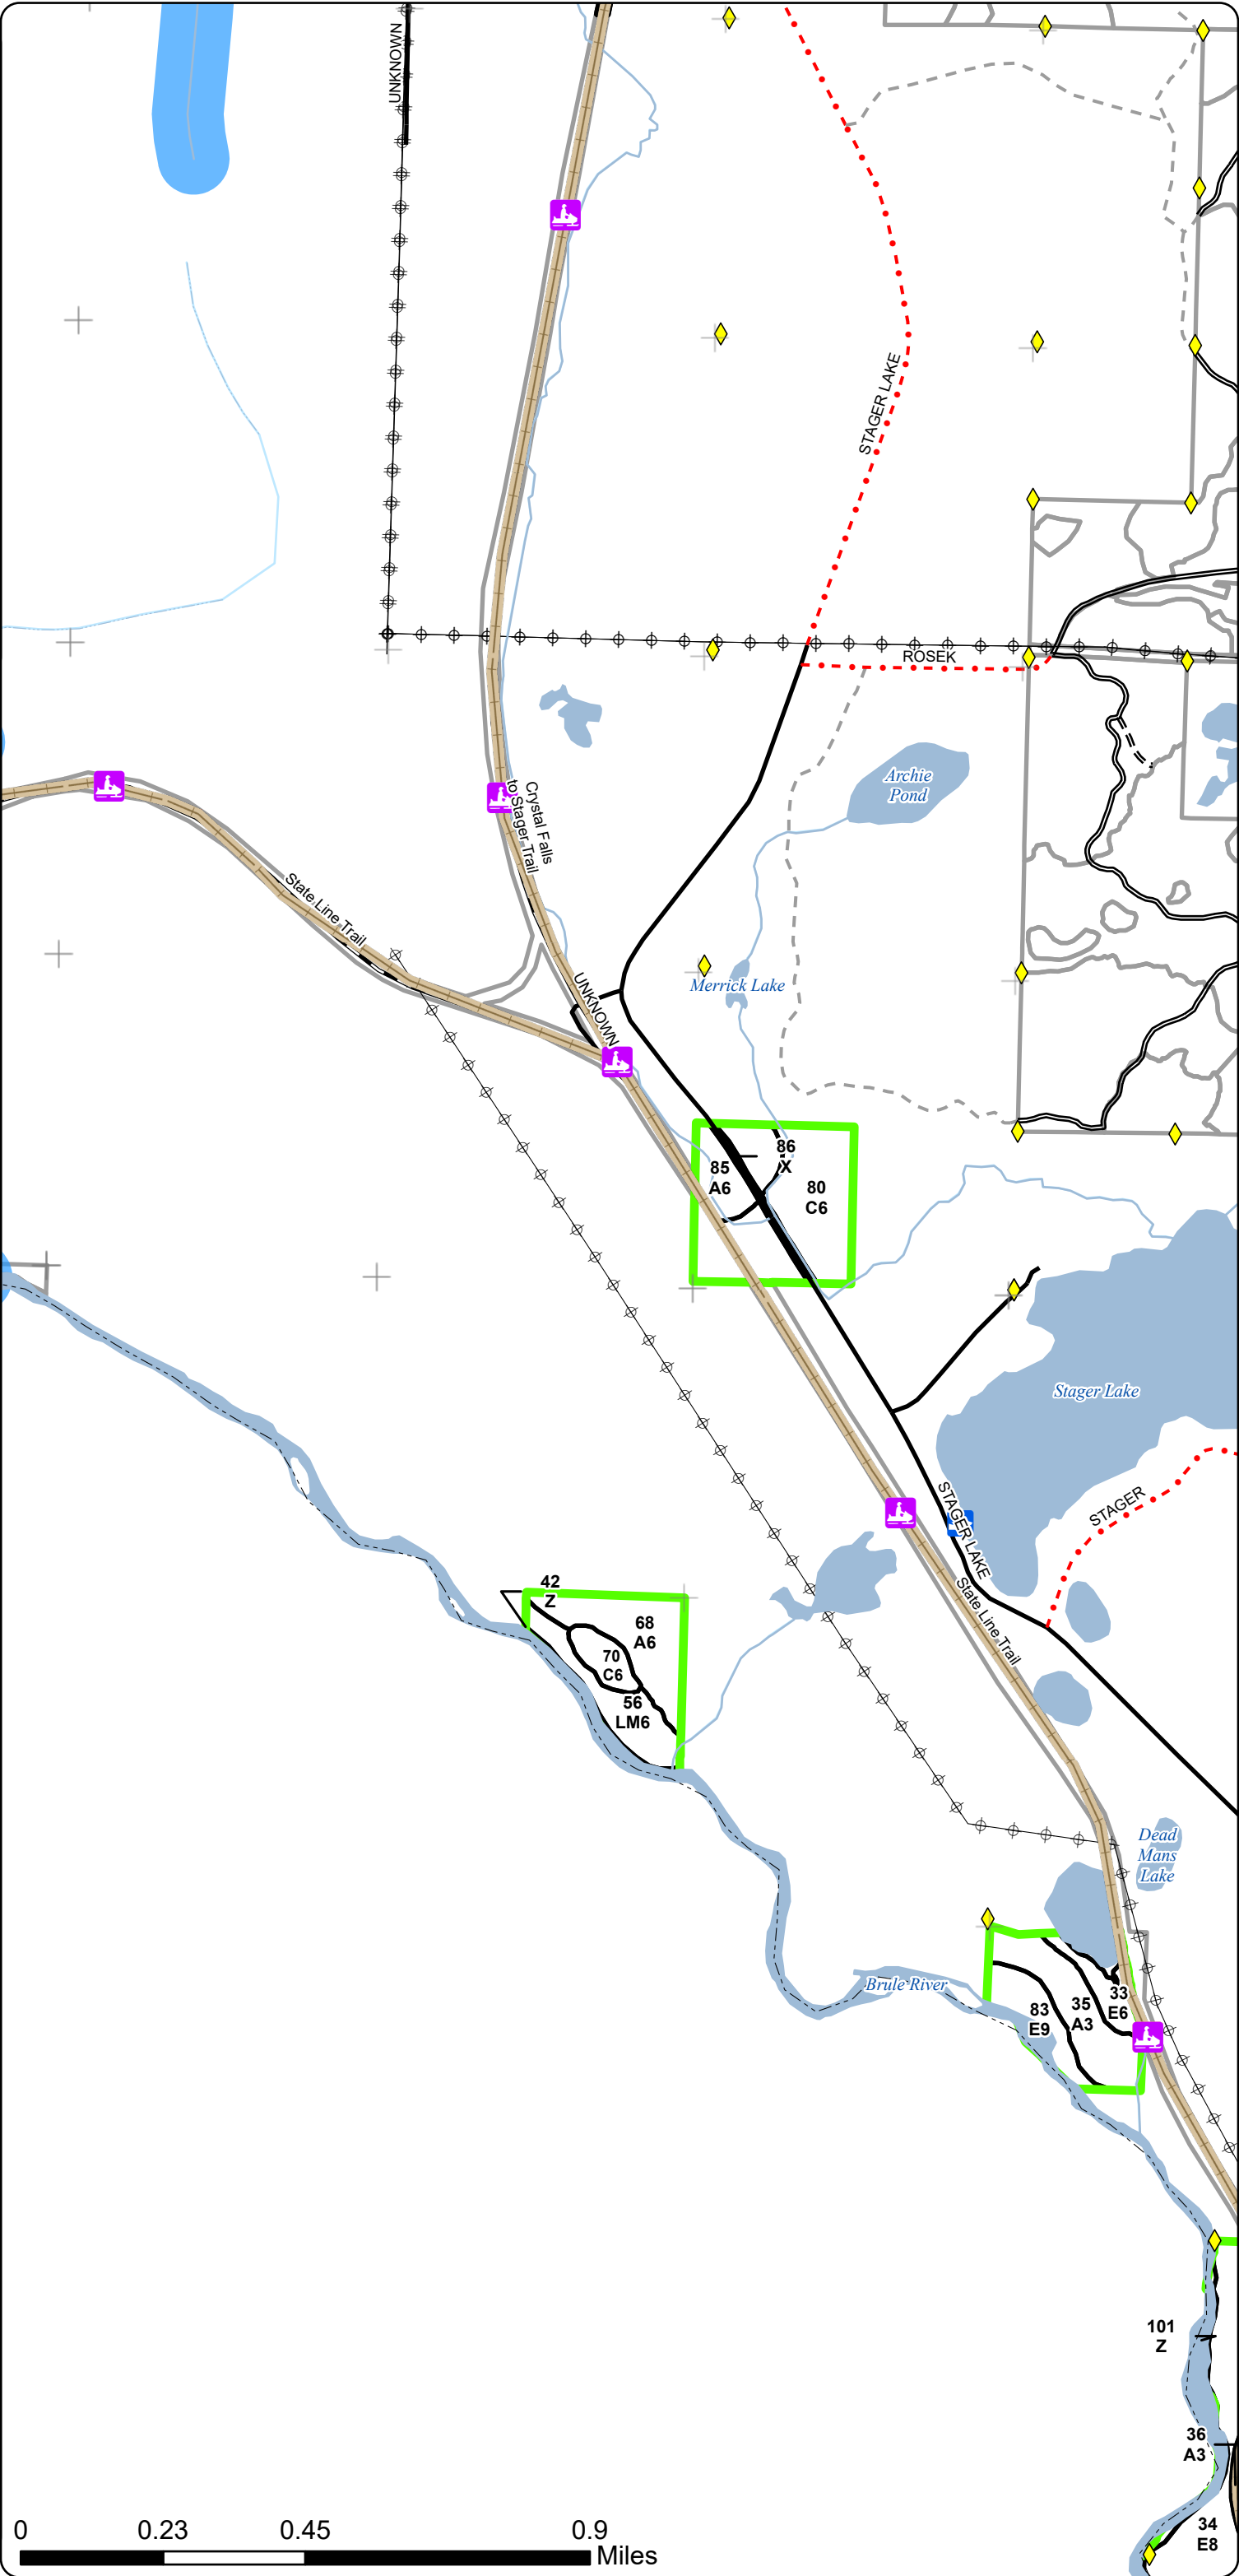 UNKNOWN
STAGER LAKE
ROSEK
Archie
Pond
Crystal Falls
to Stager Trail
State Line Trail
UNKNOWN
Merrick Lake
86
X
85
A6
80
C6
Stager Lake
STAGER LAKE
STAGER
State Line Trail
42
Z
68
A6
70
C6
56
LM6
Dead
Mans
Lake
Brule River
83
E9
35
A3
33
E6
101
Z
36
A3
34
E8
0 0.23 0.45 0.9
Miles